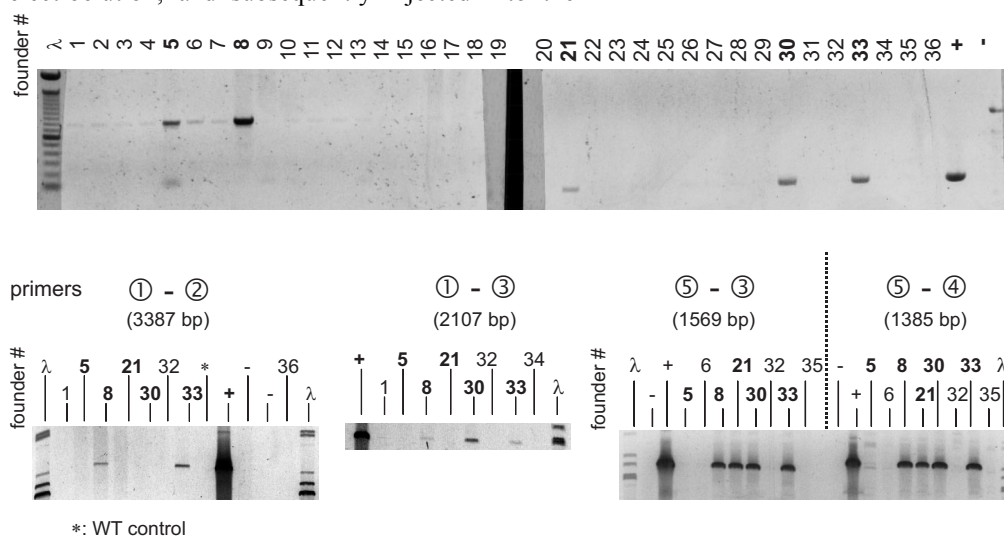 founder #
λ 1 2 3 4 5 6 7 8 9 10 11 12 13 14 15 16 17 18 19 20 21 22 23 24 25 26 27 28 29 30 31 32 33 34 35 36 + -
primers
① - ②
(3387 bp)
① - ③
(2107 bp)
⑤ - ③
(1569 bp)
⑤ - ④
(1385 bp)
founder #
λ 5 21 32 * - 36
1 8 30 33 + - λ
+ 5 21 32 34
1 8 30 33 λ
founder #
λ + 6 21 32 35
- 5 8 30 33
- 5 8 30 33 λ
+ 6 21 32 35
*: WT control